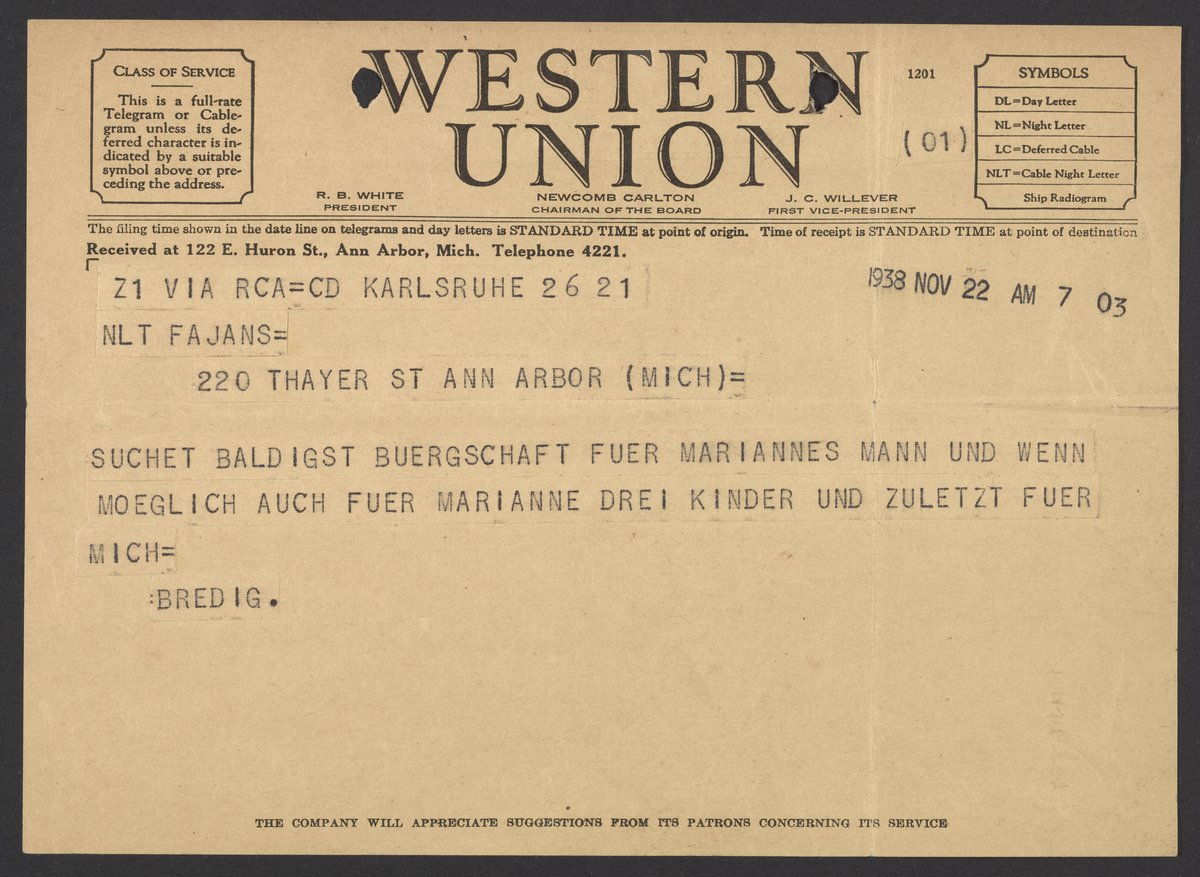 CLASS OF SERVICE
This is a full-rate
Telegram or Cable-
gram unless its de-
ferred character is in-
dicated by a suitable
symbol above or pre-
ceding the address.
WESTERN
UNION
R. B. WHITE
PRESIDENT
NEWCOMB CARLTON
CHAIRMAN OF THE BOARD
J. C. WILLEVER
FIRST VICE-PRESIDENT
1201
(01)
SYMBOLS
DL=Day Letter
NL=Night Letter
LC=Deferred Cable
NLT=Cable Night Letter
Ship Radiogram
The filing time shown in the date line on telegrams and day letters is STANDARD TIME at point of origin. Time of receipt is STANDARD TIME at point of destination
Received at 122 E. Huron St., Ann Arbor, Mich. Telephone 4221.
Z1 VIA RCA=CD KARLSRUHE 26 21
1938 NOV 22 AM 7 03
NLT FAJANS=
220 THAYER ST ANN ARBOR (MICH)=
SUCHET BALDIGST BUERGSCHAFT FUER MARIANNES MANN UND WENN
MOEGLICH AUCH FUER MARIANNE DREI KINDER UND ZULETZT FUER
MICH=
:BREDIG.
THE COMPANY WILL APPRECIATE SUGGESTIONS FROM ITS PATRONS CONCERNING ITS SERVICE